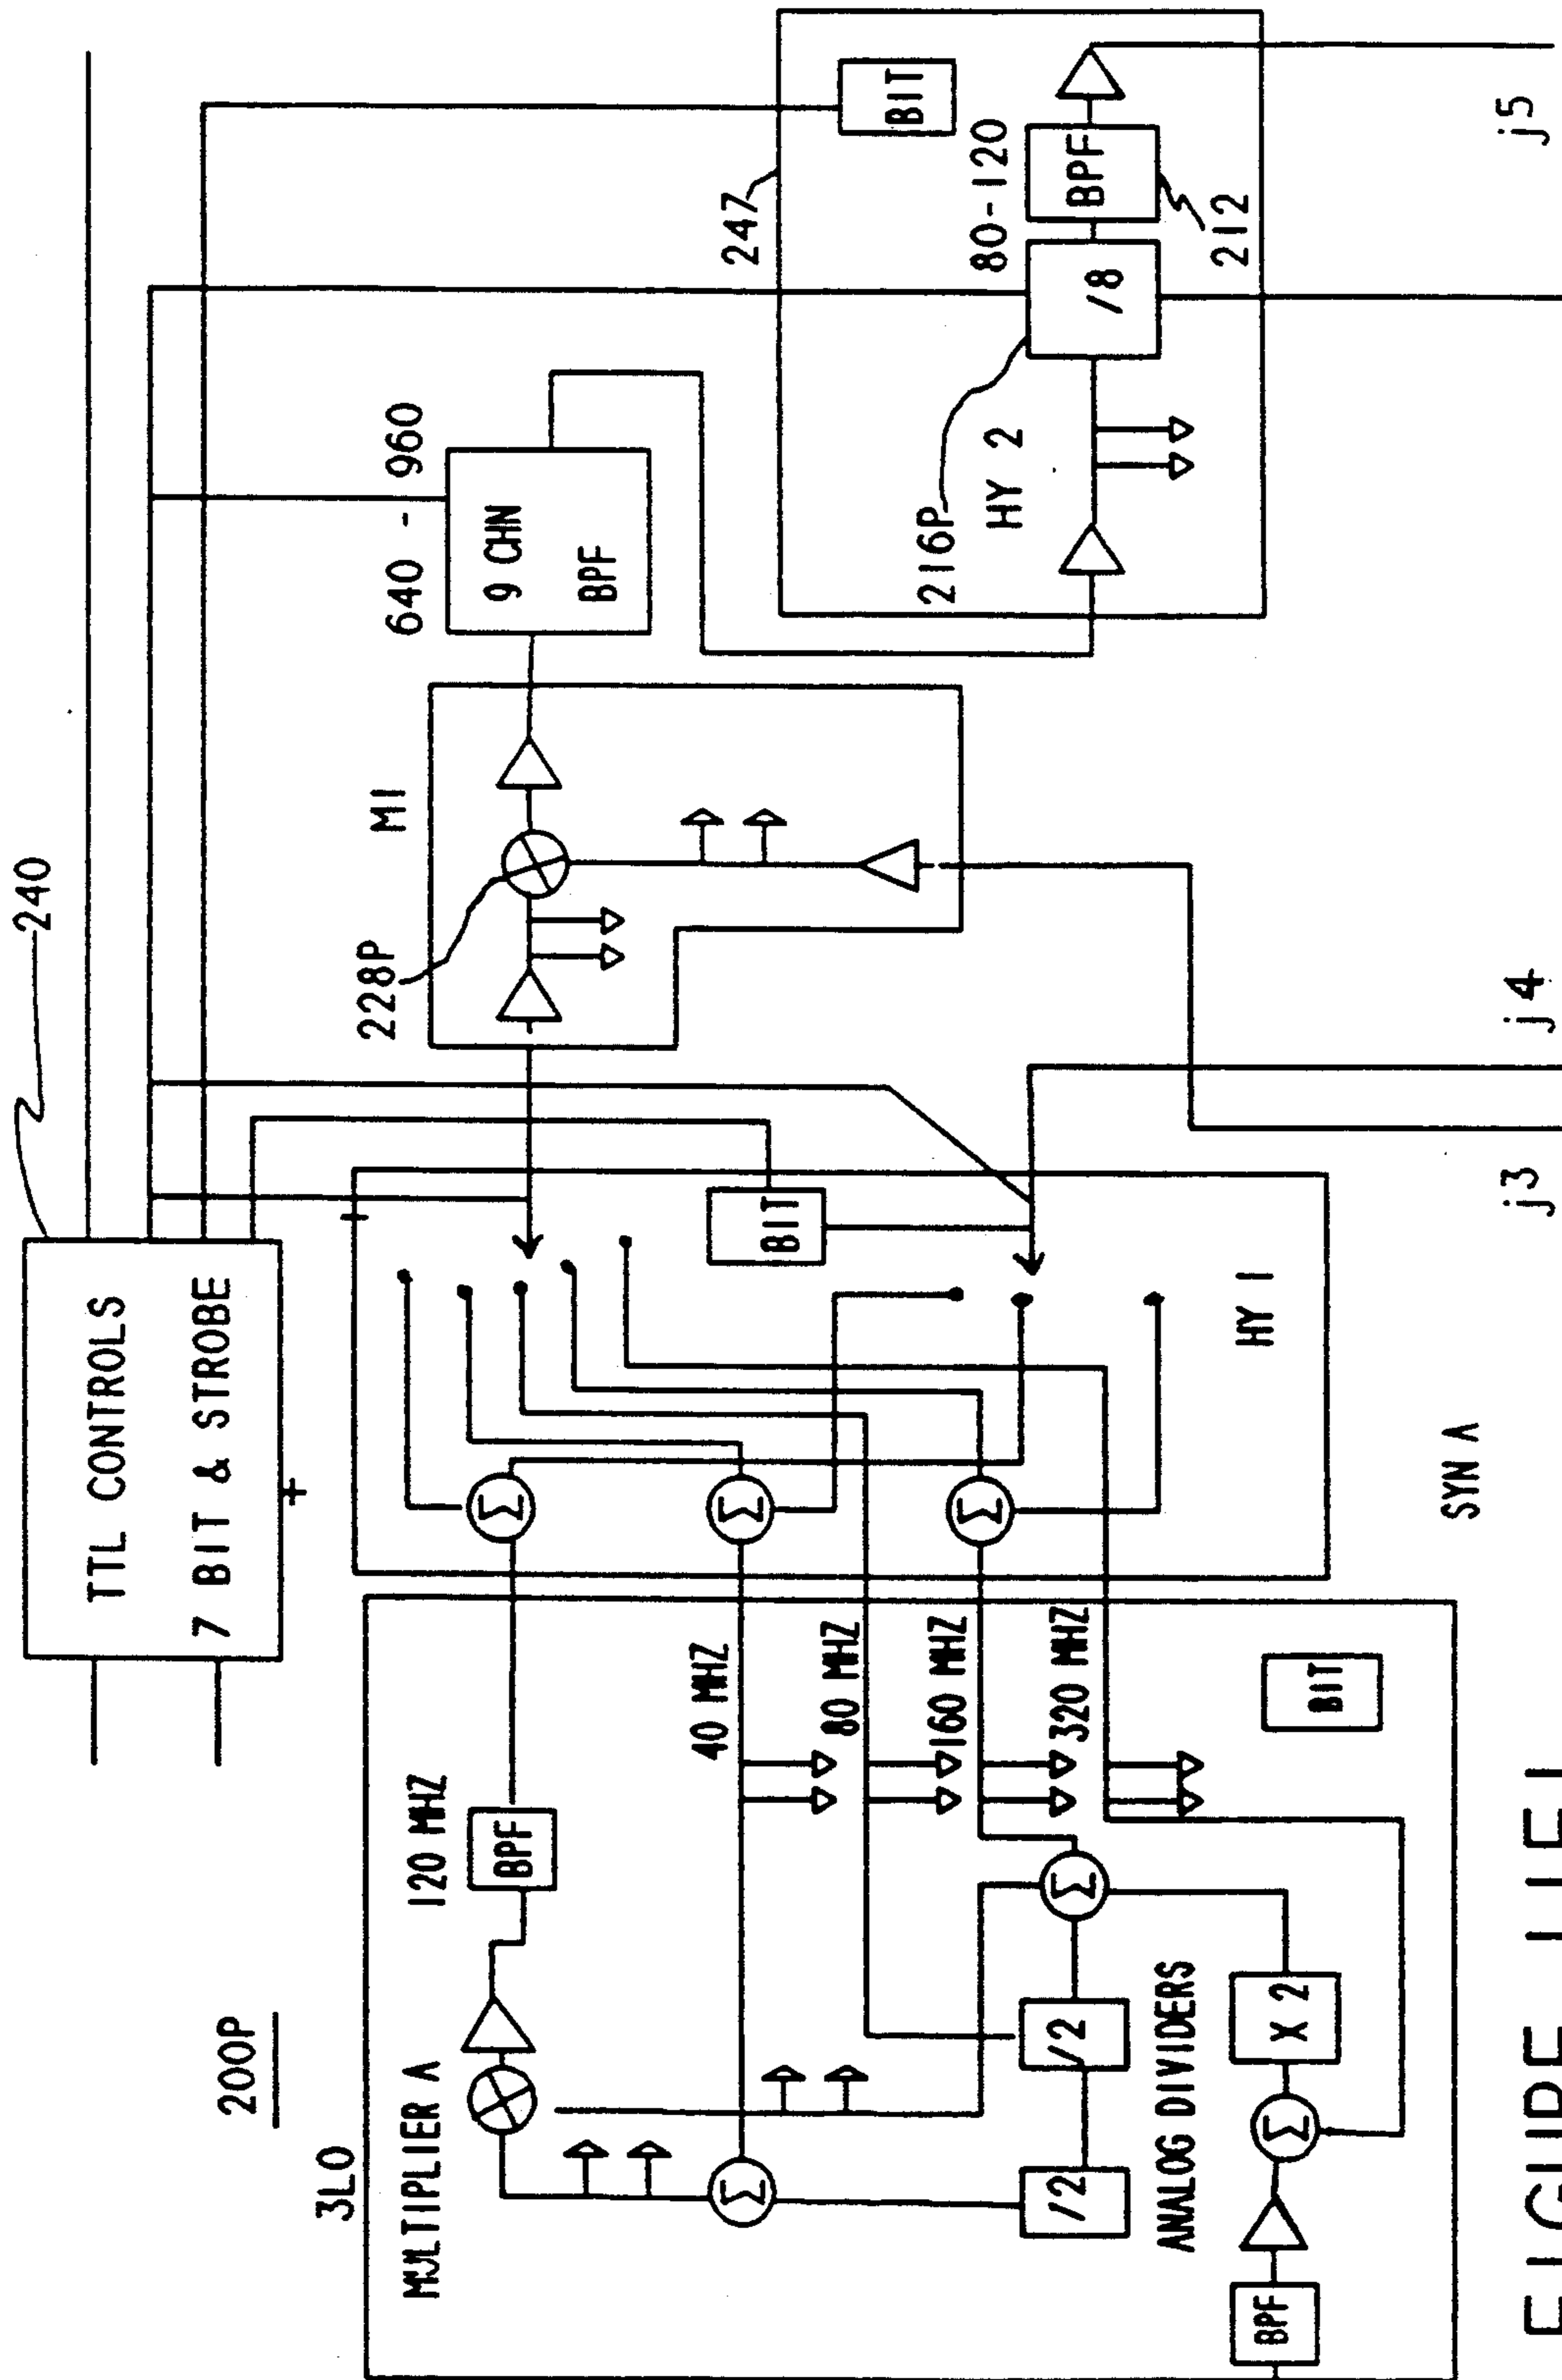 200P
240
TTL CONTROLS
7 BIT & STROBE
3LO
MULTIPLIER A
120 MHZ
BPF
40 MHZ
80 MHZ
160 MHZ
320 MHZ
Σ
Σ
Σ
/2
/2
ANALOG DIVIDERS
X 2
BPF
BIT
Σ
Σ
Σ
BIT
HY 1
SYN A
228P
M1
640 - 960
9 CHN
BPF
247
BIT
216P
HY 2
/8
80-120
BPF
212
j3
j4
j5